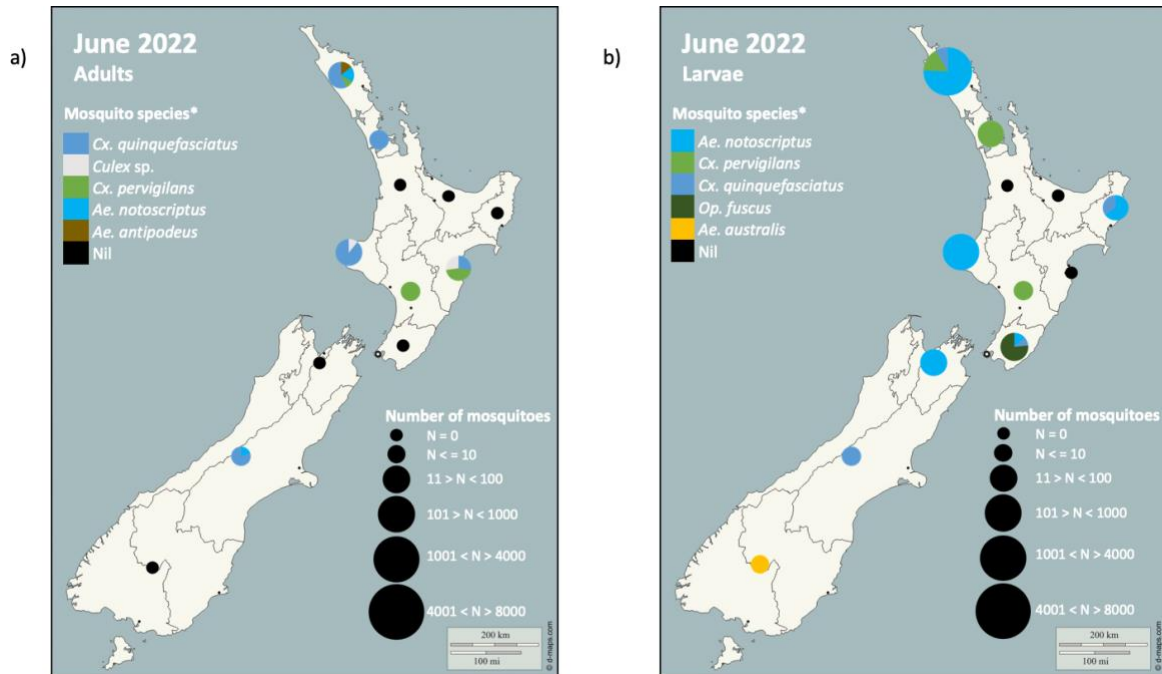 a)
June 2022
Adults
Mosquito species*
Cx. quinquefasciatus
Culex sp.
Cx. pervigilans
Ae. notoscriptus
Ae. antipodeus
Nil
Number of mosquitoes
N = 0
N < = 10
11 > N < 100
101 > N < 1000
1001 < N > 4000
4001 < N > 8000
200 km
100 mi
© d-maps.com
b)
June 2022
Larvae
Mosquito species*
Ae. notoscriptus
Cx. pervigilans
Cx. quinquefasciatus
Op. fuscus
Ae. australis
Nil
Number of mosquitoes
N = 0
N < = 10
11 > N < 100
101 > N < 1000
1001 < N > 4000
4001 < N > 8000
200 km
100 mi
© d-maps.com